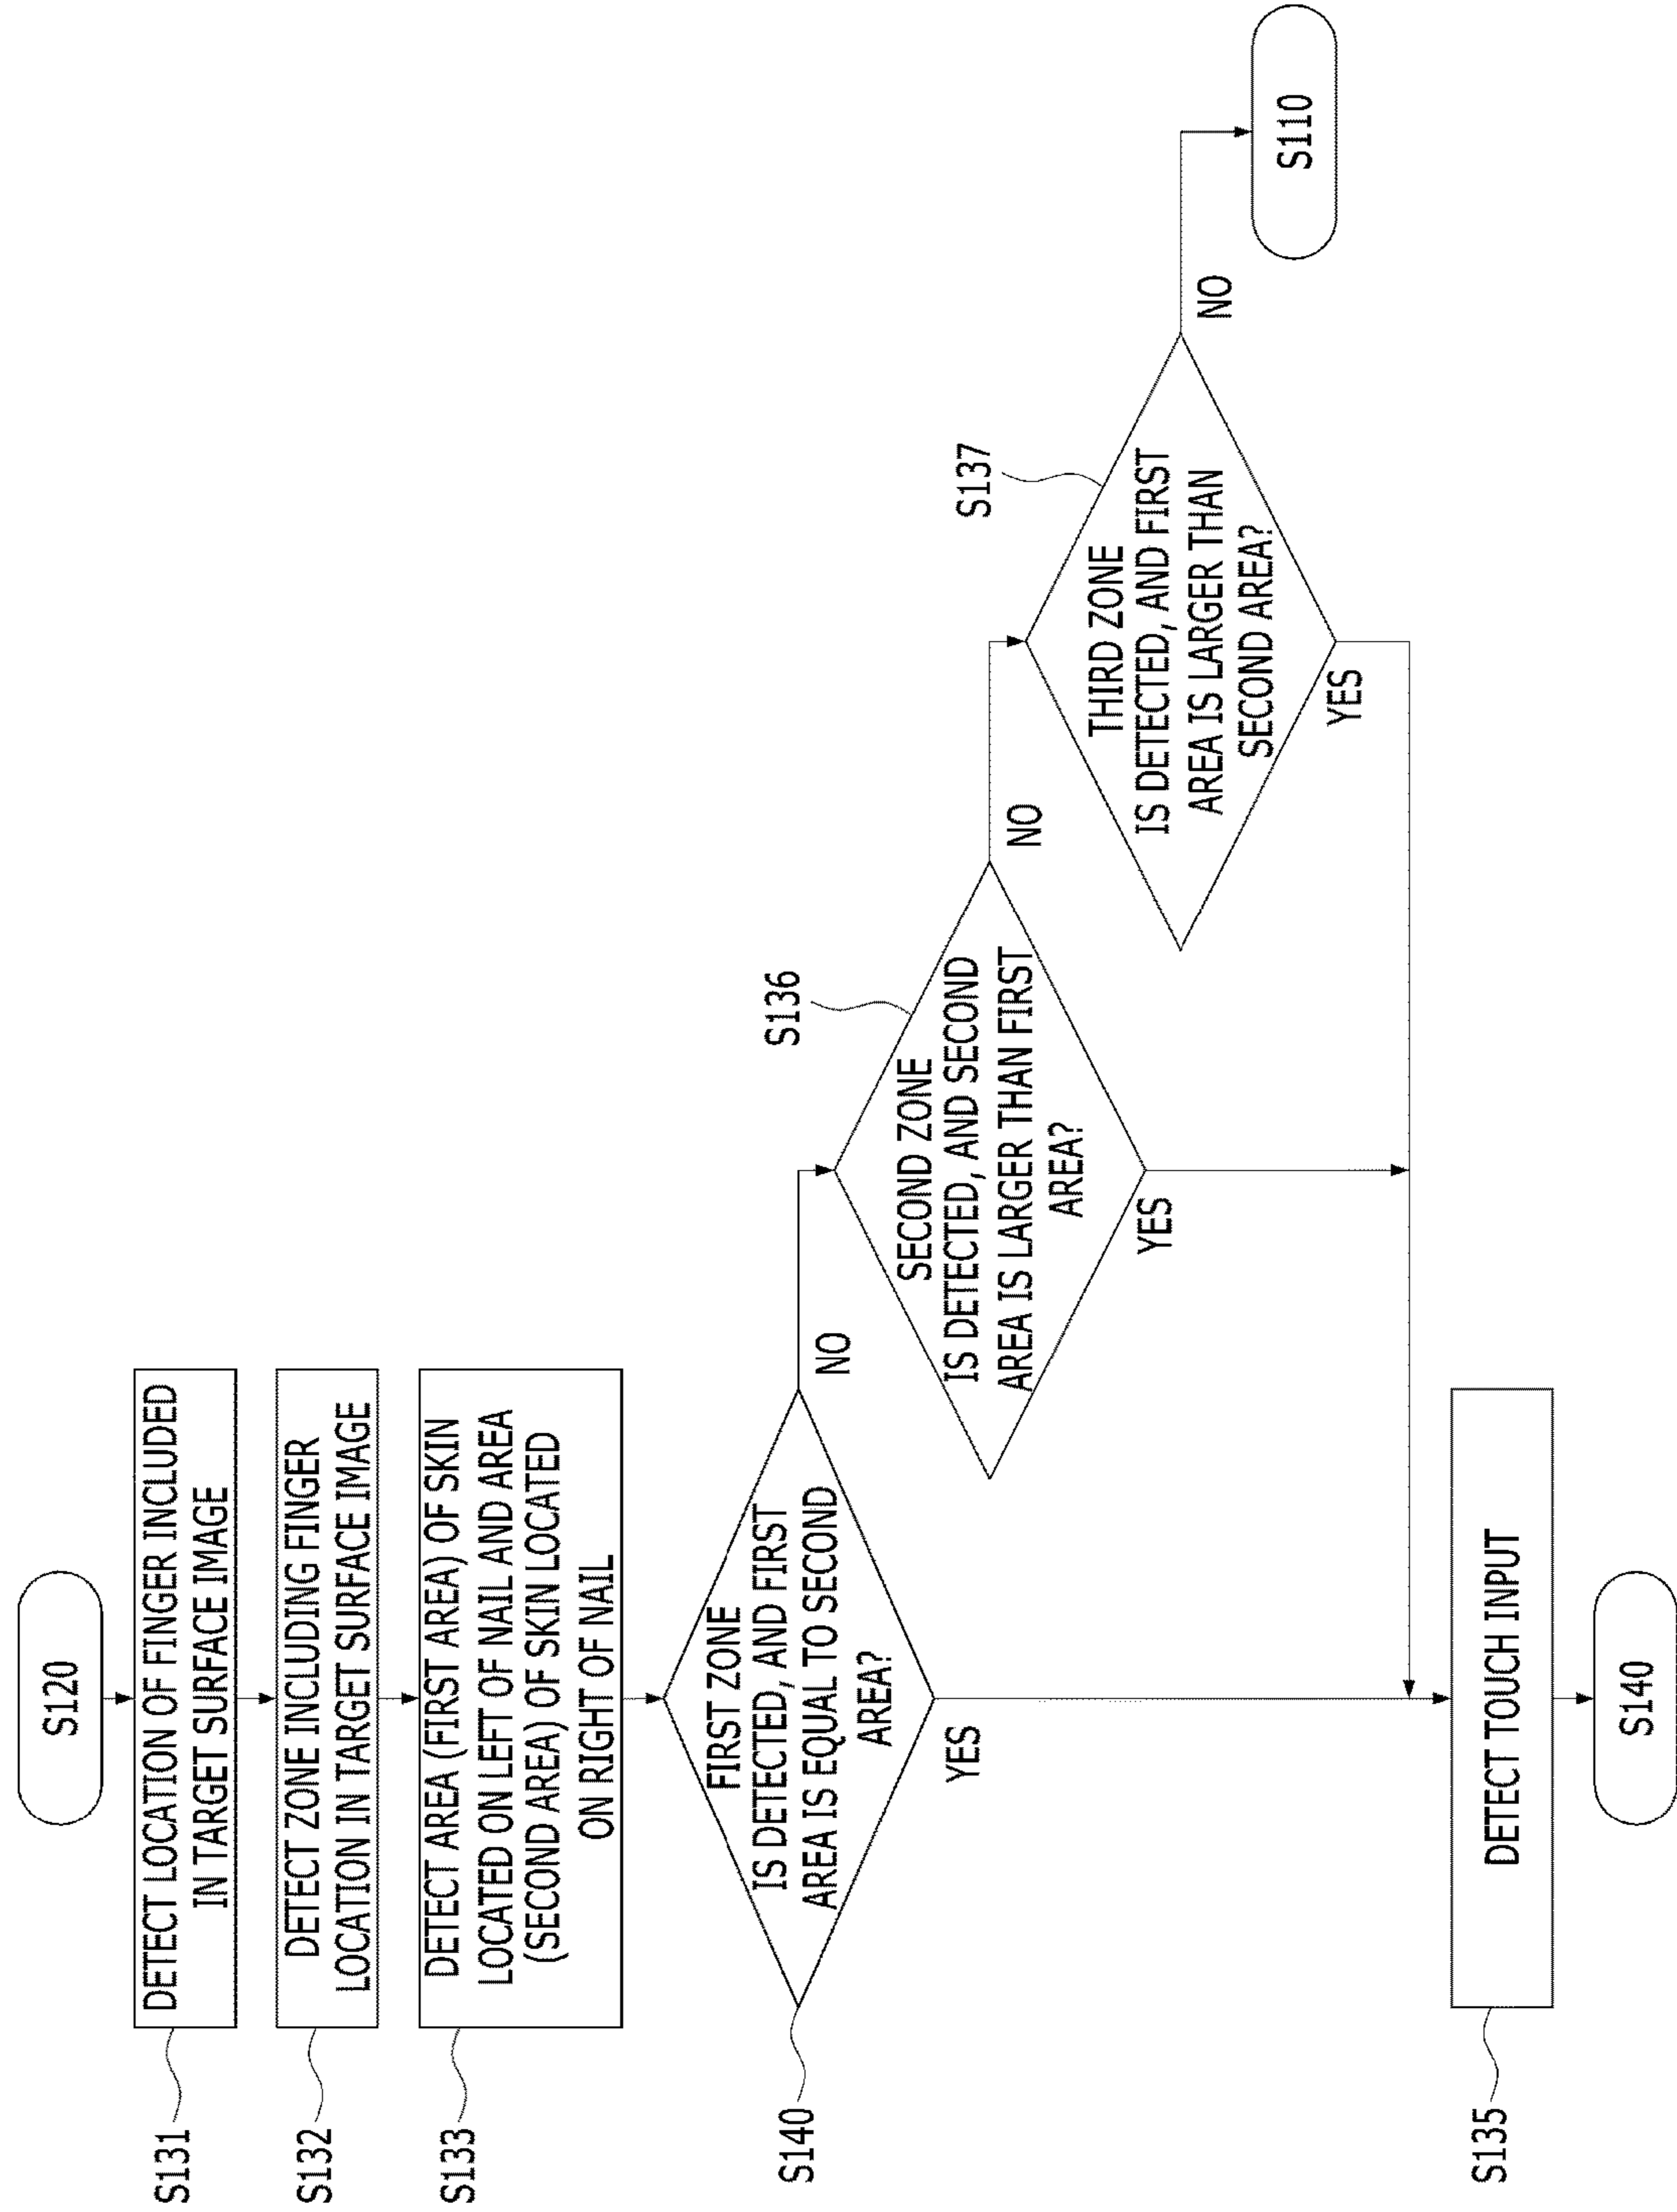 S120
S131
DETECT LOCATION OF FINGER INCLUDED
IN TARGET SURFACE IMAGE
S132
DETECT ZONE INCLUDING FINGER
LOCATION IN TARGET SURFACE IMAGE
S133
DETECT AREA (FIRST AREA) OF SKIN
LOCATED ON LEFT OF NAIL AND AREA
(SECOND AREA) OF SKIN LOCATED
ON RIGHT OF NAIL
S140
FIRST ZONE
IS DETECTED, AND FIRST
AREA IS EQUAL TO SECOND
AREA?
NO
YES
S136
SECOND ZONE
IS DETECTED, AND SECOND
AREA IS LARGER THAN FIRST
AREA?
NO
YES
S137
THIRD ZONE
IS DETECTED, AND FIRST
AREA IS LARGER THAN
SECOND AREA?
NO
YES
S110
S135
DETECT TOUCH INPUT
S140